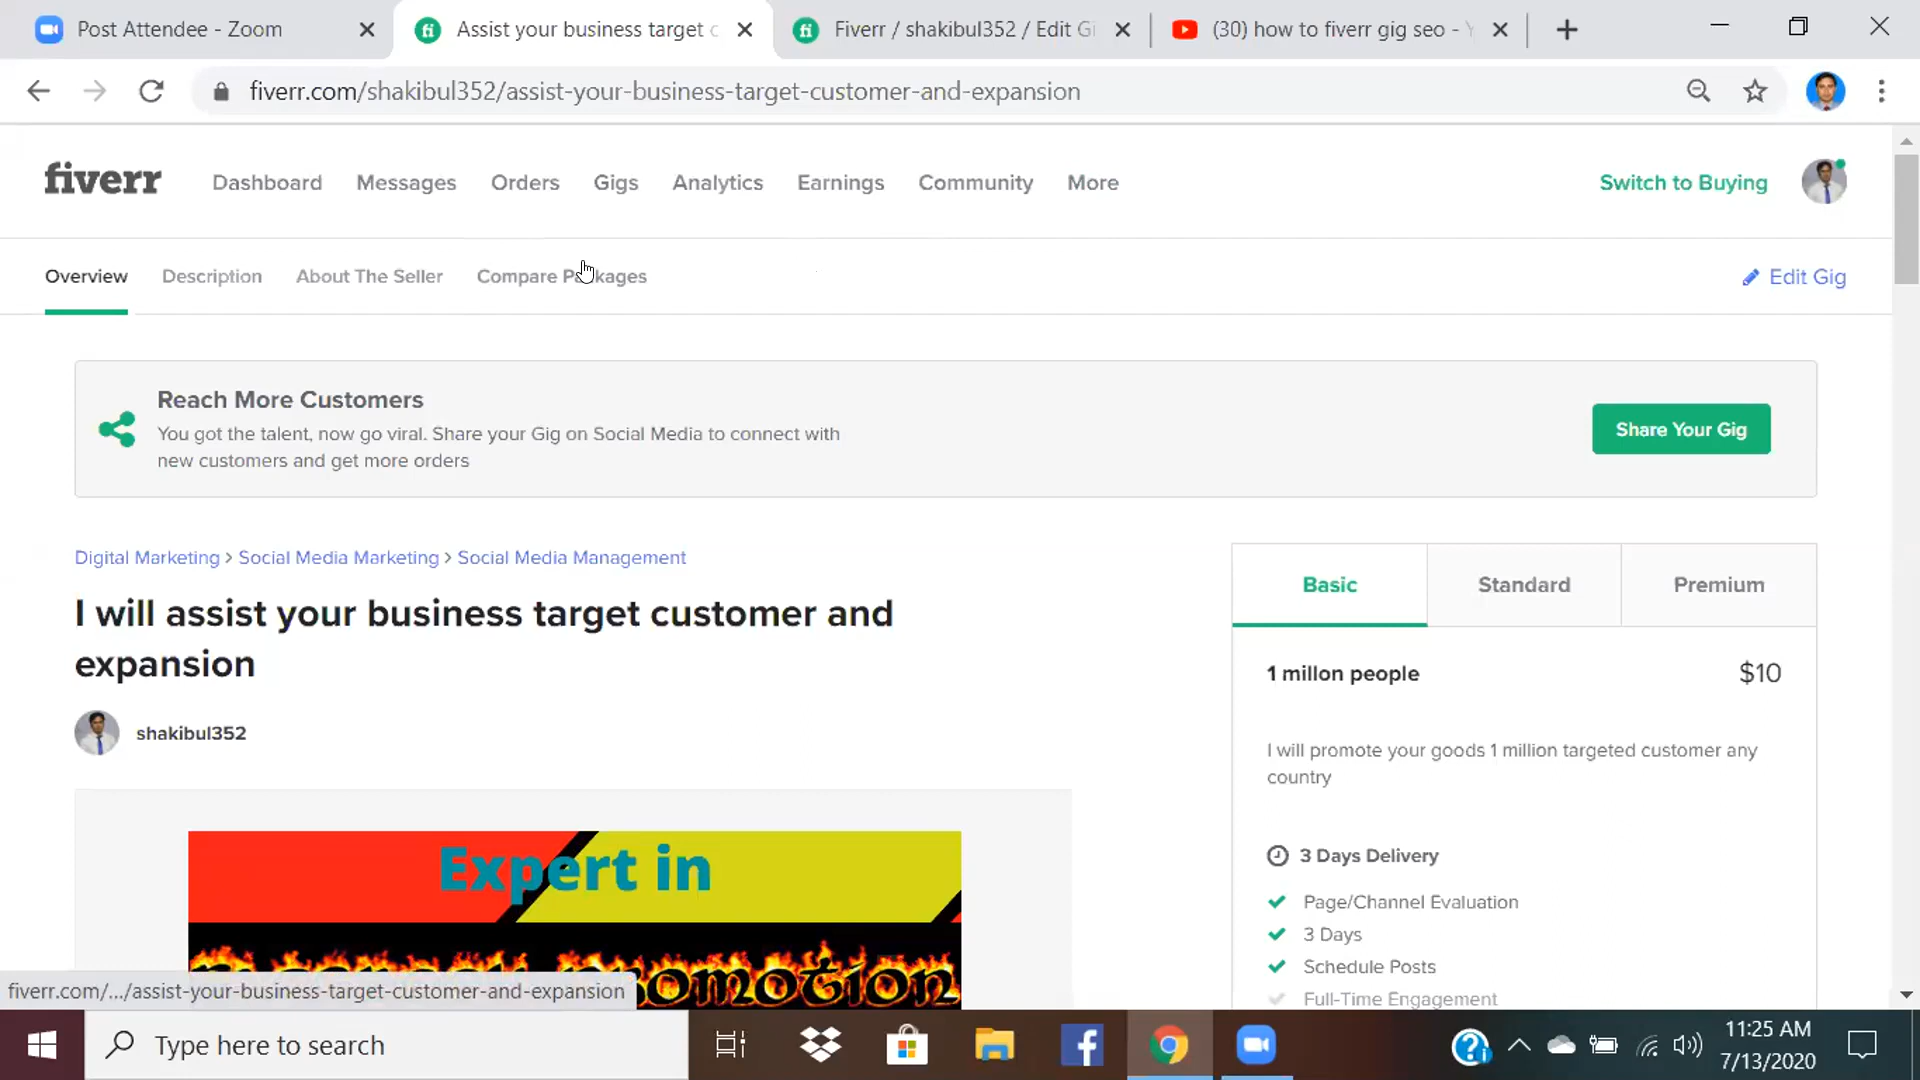 Post Attendee - Zoom
Assist your business target c
Fiverr / shakibul352 / Edit Gi
(30) how to fiverr gig seo - Y
fiverr.com/shakibul352/assist-your-business-target-customer-and-expansion
fiverr
Dashboard
Messages
Orders
Gigs
Analytics
Earnings
Community
More
Switch to Buying
Overview
Description
About The Seller
Compare Packages
Edit Gig
Reach More Customers
You got the talent, now go viral. Share your Gig on Social Media to connect with
new customers and get more orders
Share Your Gig
Digital Marketing > Social Media Marketing > Social Media Management
I will assist your business target customer and
expansion
shakibul352
Expert in
Promotion
Basic
Standard
Premium
1 millon people
$10
I will promote your goods 1 million targeted customer any
country
3 Days Delivery
Page/Channel Evaluation
3 Days
Schedule Posts
Full-Time Engagement
fiverr.com/.../assist-your-business-target-customer-and-expansion
Type here to search
11:25 AM
7/13/2020